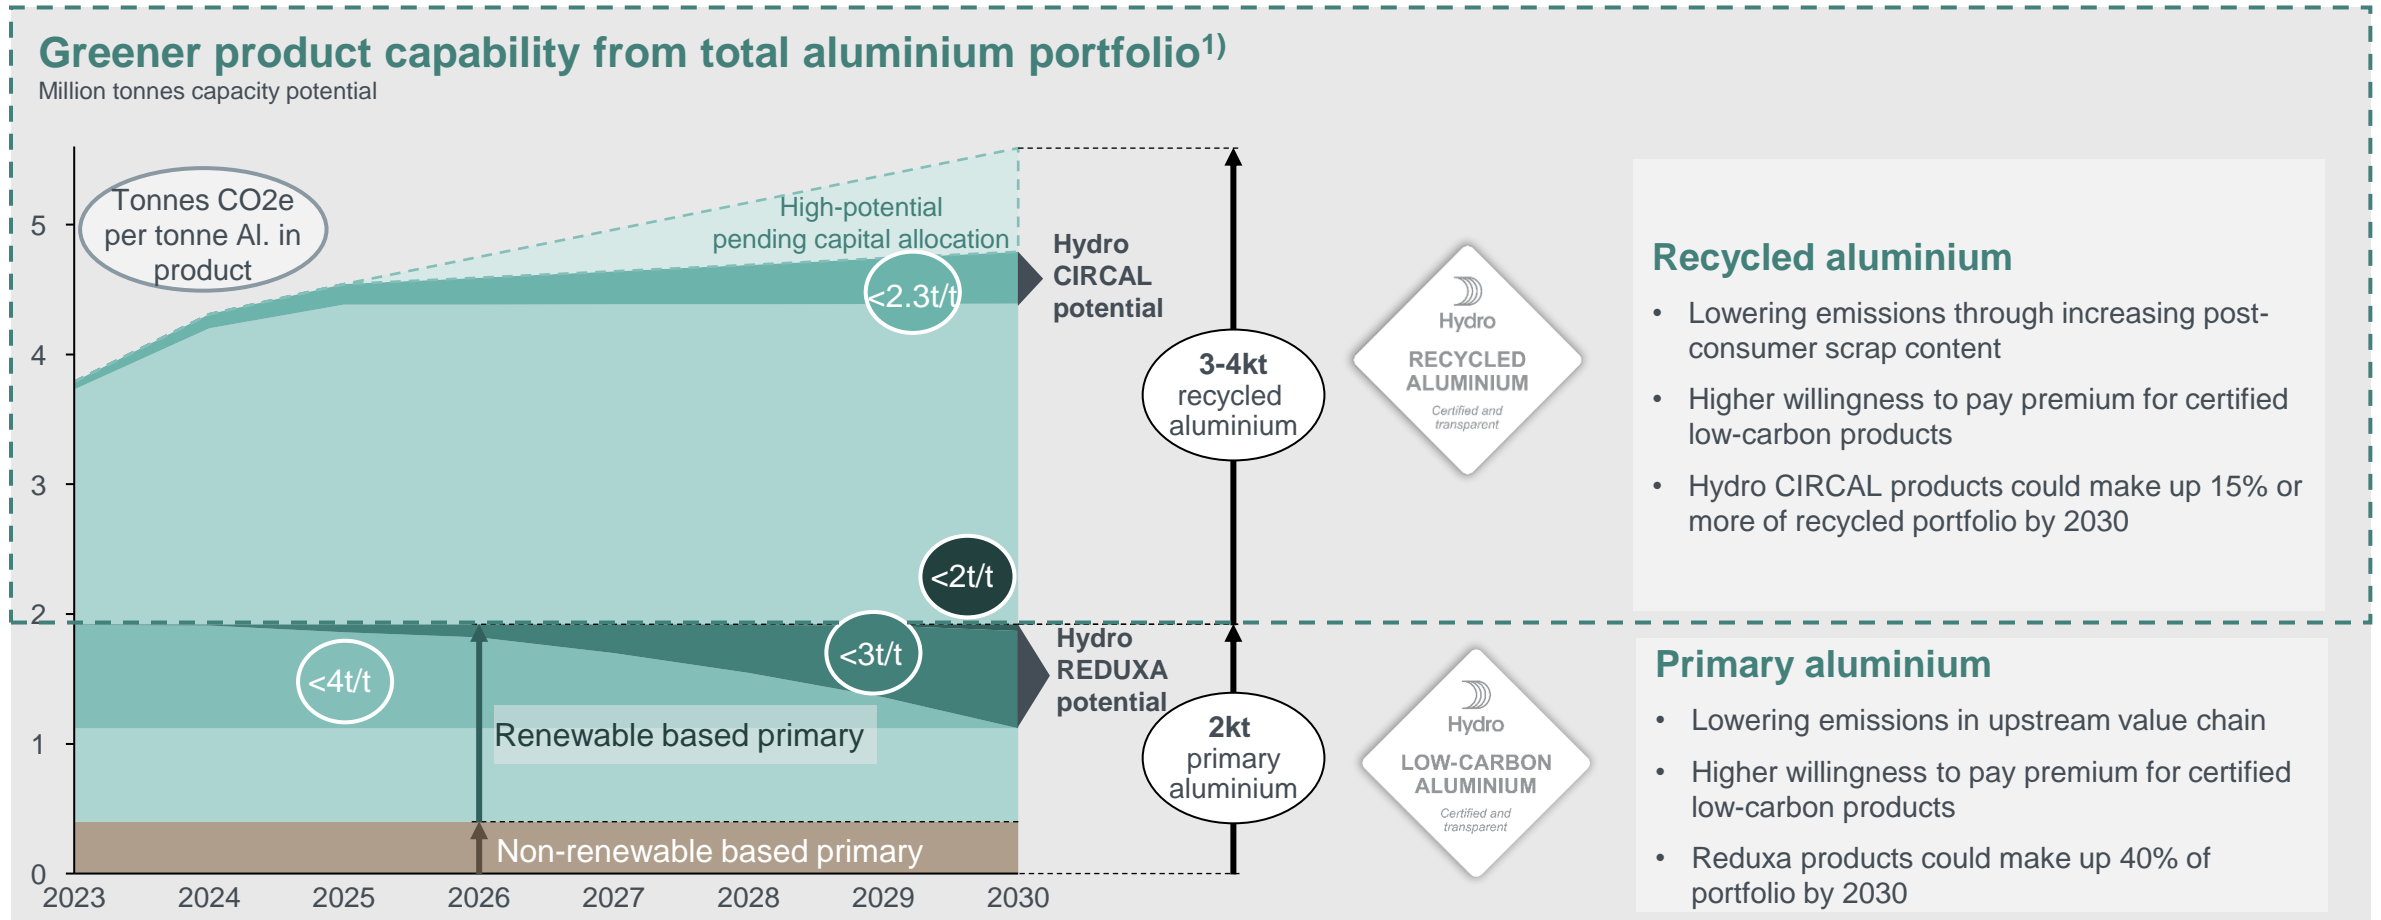 Greener product capability from total aluminium portfolio1)
Million tonnes capacity potential
Tonnes CO2e
per tonne Al. in
product
5
4
3
2
1
0
2023 2024 2025 2026 2027 2028 2029 2030
High-potential
pending capital allocation
<2.3t/t
<2t/t
<3t/t
<4t/t
Renewable based primary
Non-renewable based primary
Hydro
CIRCAL
potential
Hydro
REDUXA
potential
3-4kt
recycled
aluminium
2kt
primary
aluminium
Hydro
RECYCLED
ALUMINIUM
Certified and
transparent
Hydro
LOW-CARBON
ALUMINIUM
Certified and
transparent
Recycled aluminium
• Lowering emissions through increasing post-
consumer scrap content
• Higher willingness to pay premium for certified
low-carbon products
• Hydro CIRCAL products could make up 15% or
more of recycled portfolio by 2030
Primary aluminium
• Lowering emissions in upstream value chain
• Higher willingness to pay premium for certified
low-carbon products
• Reduxa products could make up 40% of
portfolio by 2030